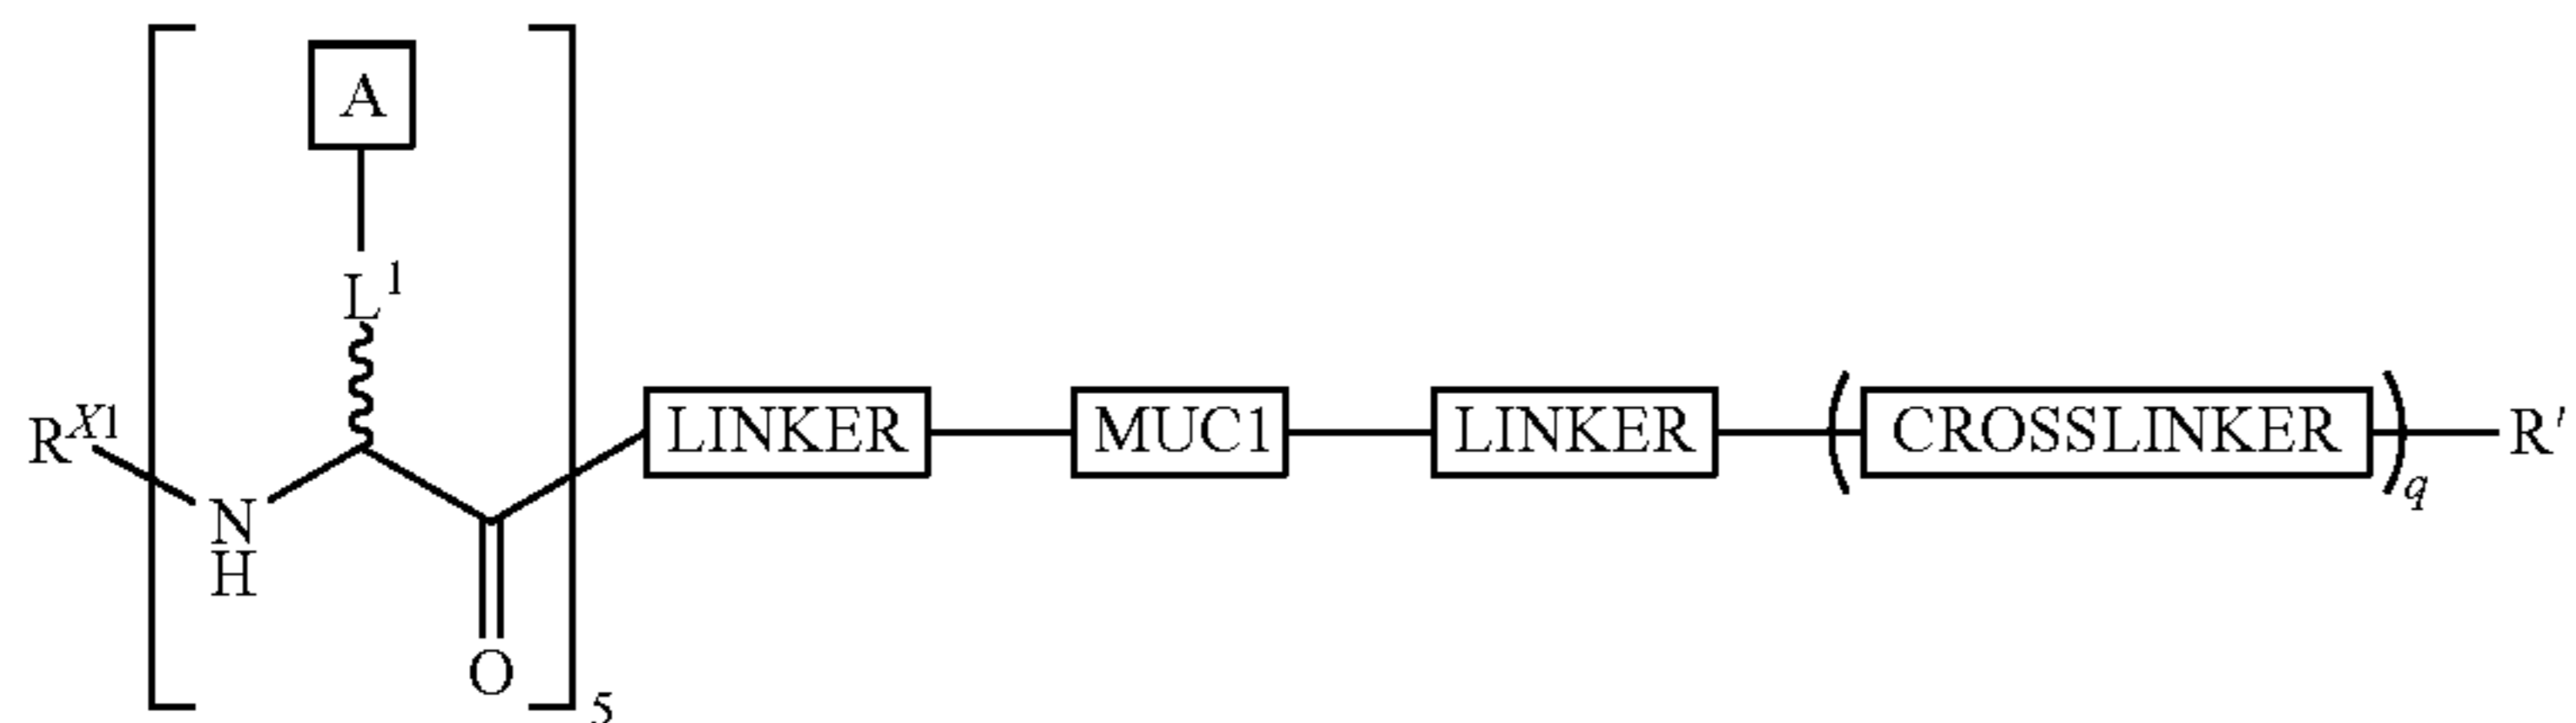 A
L¹
Rˣ¹ LINKER MUC1 LINKER ( CROSSLINKER )q R'
N
H
O
5